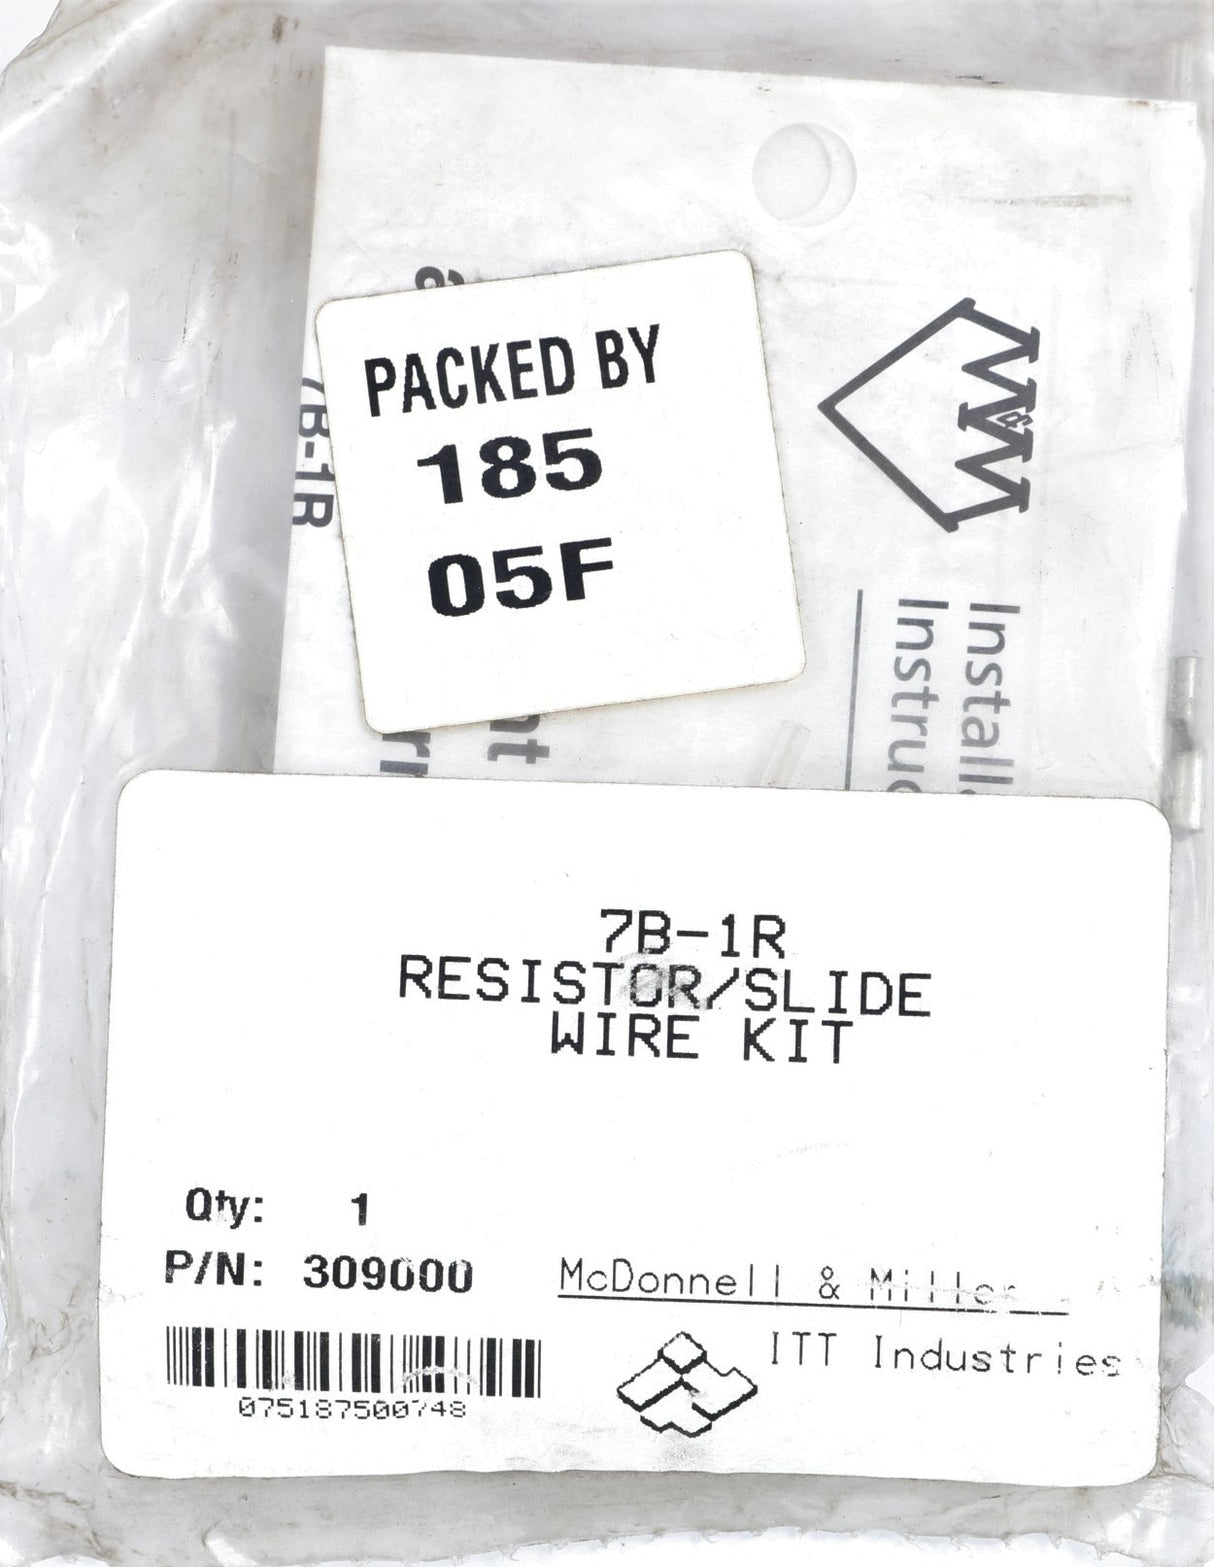 PACKED BY
185
05F
7B-1R
Install
Instruc
7B-1R
RESISTOR/SLIDE
WIRE KIT
Qty: 1
P/N: 309000
McDonnell & Miller
ITT Industries
075187500748